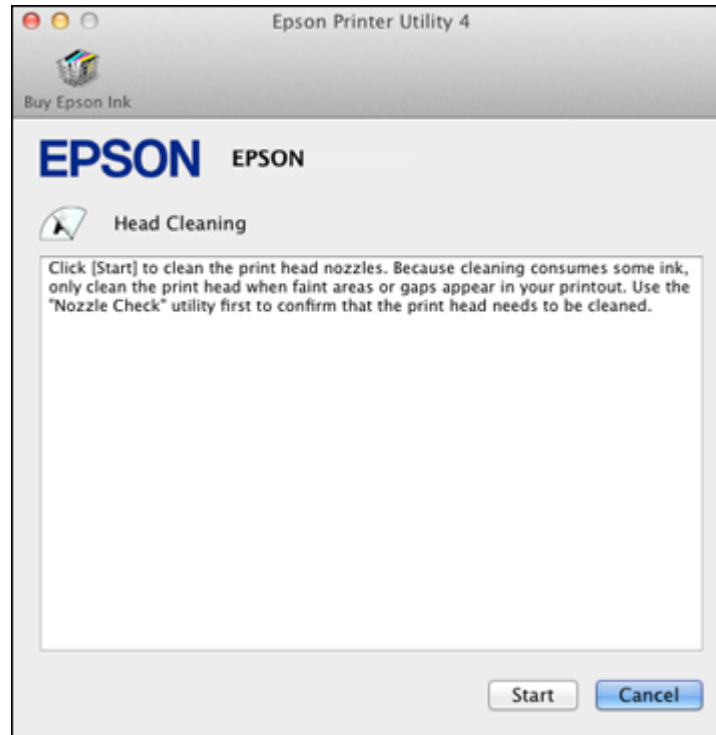 Epson Printer Utility 4
Buy Epson Ink
EPSON EPSON
Head Cleaning
Click [Start] to clean the print head nozzles. Because cleaning consumes some ink,
only clean the print head when faint areas or gaps appear in your printout. Use the
"Nozzle Check" utility first to confirm that the print head needs to be cleaned.
Start Cancel